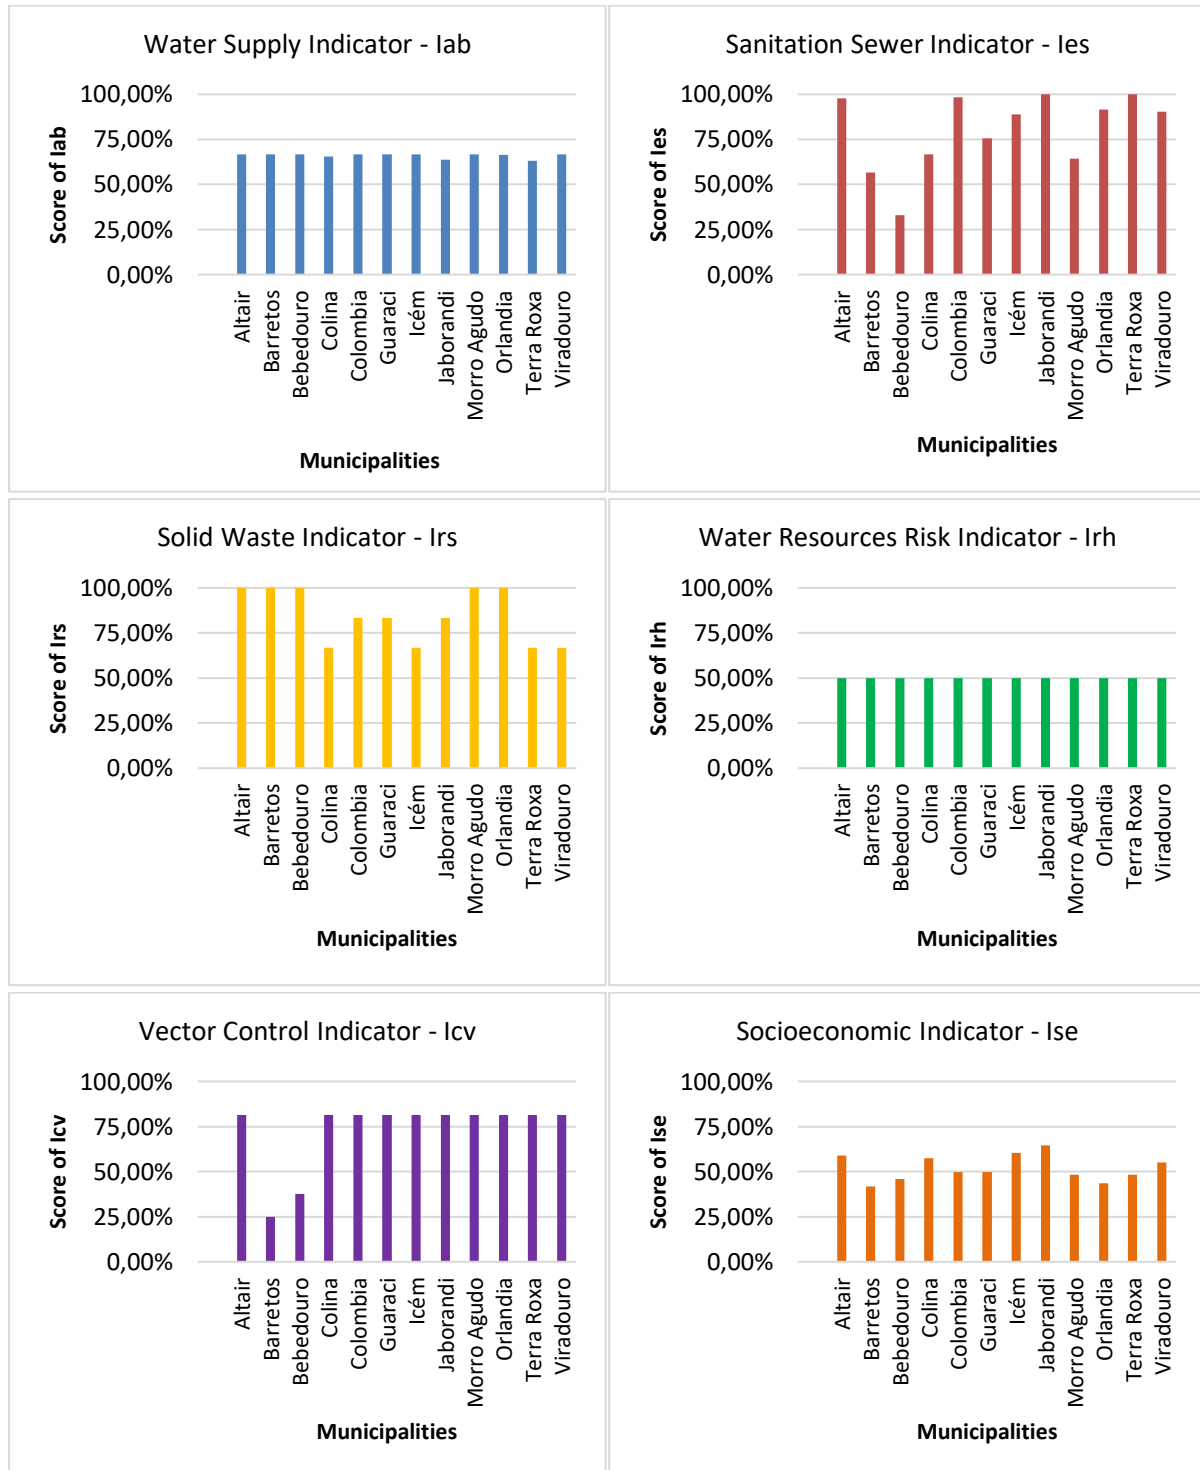 Water Supply Indicator - Iab
Score of Iab
100,00%
75,00%
50,00%
25,00%
0,00%
Altair
Barretos
Bebedouro
Colina
Colombia
Guaraci
Icém
Jaborandi
Morro Agudo
Orlandia
Terra Roxa
Viradouro
Municipalities
Sanitation Sewer Indicator - Ies
Score of Ies
100,00%
75,00%
50,00%
25,00%
0,00%
Altair
Barretos
Bebedouro
Colina
Colombia
Guaraci
Icém
Jaborandi
Morro Agudo
Orlandia
Terra Roxa
Viradouro
Municipalities
Solid Waste Indicator - Irs
Score of Irs
100,00%
75,00%
50,00%
25,00%
0,00%
Altair
Barretos
Bebedouro
Colina
Colombia
Guaraci
Icém
Jaborandi
Morro Agudo
Orlandia
Terra Roxa
Viradouro
Municipalities
Water Resources Risk Indicator - Irh
Score of Irh
100,00%
75,00%
50,00%
25,00%
0,00%
Altair
Barretos
Bebedouro
Colina
Colombia
Guaraci
Icém
Jaborandi
Morro Agudo
Orlandia
Terra Roxa
Viradouro
Municipalities
Vector Control Indicator - Icv
Score of Icv
100,00%
75,00%
50,00%
25,00%
0,00%
Altair
Barretos
Bebedouro
Colina
Colombia
Guaraci
Icém
Jaborandi
Morro Agudo
Orlandia
Terra Roxa
Viradouro
Municipalities
Socioeconomic Indicator - Ise
Score of Ise
100,00%
75,00%
50,00%
25,00%
0,00%
Altair
Barretos
Bebedouro
Colina
Colombia
Guaraci
Icém
Jaborandi
Morro Agudo
Orlandia
Terra Roxa
Viradouro
Municipalities